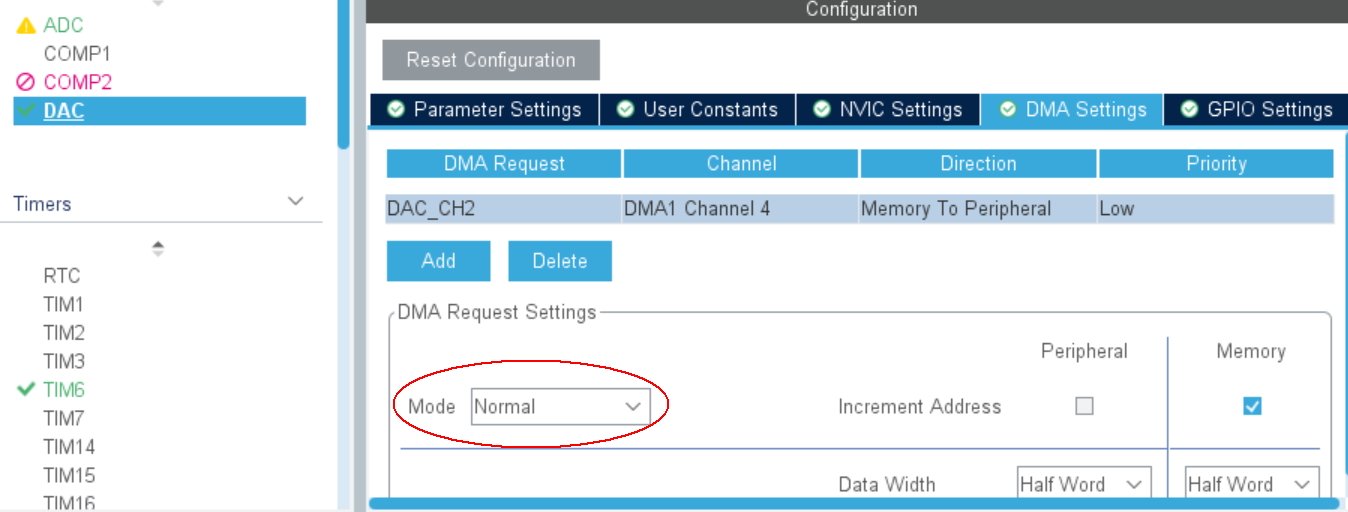 Configuration
ADC
COMP1
COMP2
DAC
Timers
RTC
TIM1
TIM2
TIM3
TIM6
TIM7
TIM14
TIM15
TIM16
Reset Configuration
Parameter Settings User Constants NVIC Settings DMA Settings GPIO Settings
DMA Request Channel Direction Priority
DAC_CH2 DMA1 Channel 4 Memory To Peripheral Low
Add Delete
DMA Request Settings
Peripheral Memory
Mode Normal Increment Address
Data Width Half Word Half Word